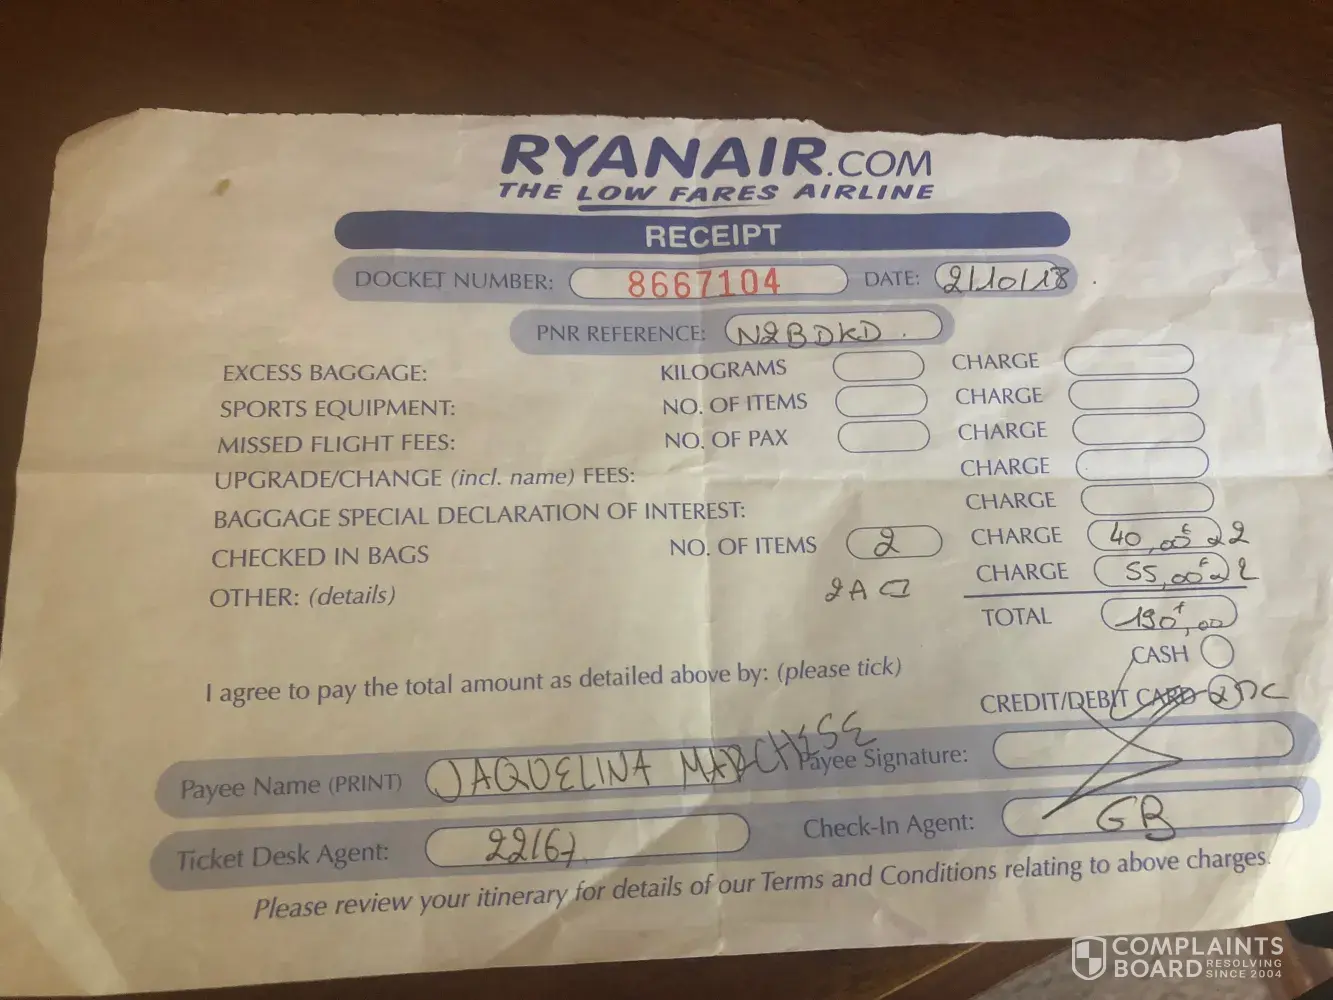 RYANAIR.COM
THE LOW FARES AIRLINE
RECEIPT
DOCKET NUMBER: 8667104 DATE: 2/10/18
PNR REFERENCE: N2BDKD
EXCESS BAGGAGE: KILOGRAMS CHARGE
SPORTS EQUIPMENT: NO. OF ITEMS CHARGE
MISSED FLIGHT FEES: NO. OF PAX CHARGE
UPGRADE/CHANGE (incl. name) FEES: CHARGE
BAGGAGE SPECIAL DECLARATION OF INTEREST: CHARGE
CHECKED IN BAGS NO. OF ITEMS 2 CHARGE 40,00€
OTHER: (details) CHARGE 55,00€
TOTAL 190€,00
CASH
I agree to pay the total amount as detailed above by: (please tick)
CREDIT/DEBIT CARD
Payee Name (PRINT) JAQUELINA MARCHESE Payee Signature:
Ticket Desk Agent: Check-In Agent: GB
Please review your itinerary for details of our Terms and Conditions relating to above charges.
COMPLAINTS
BOARD RESOLVING
SINCE 2004